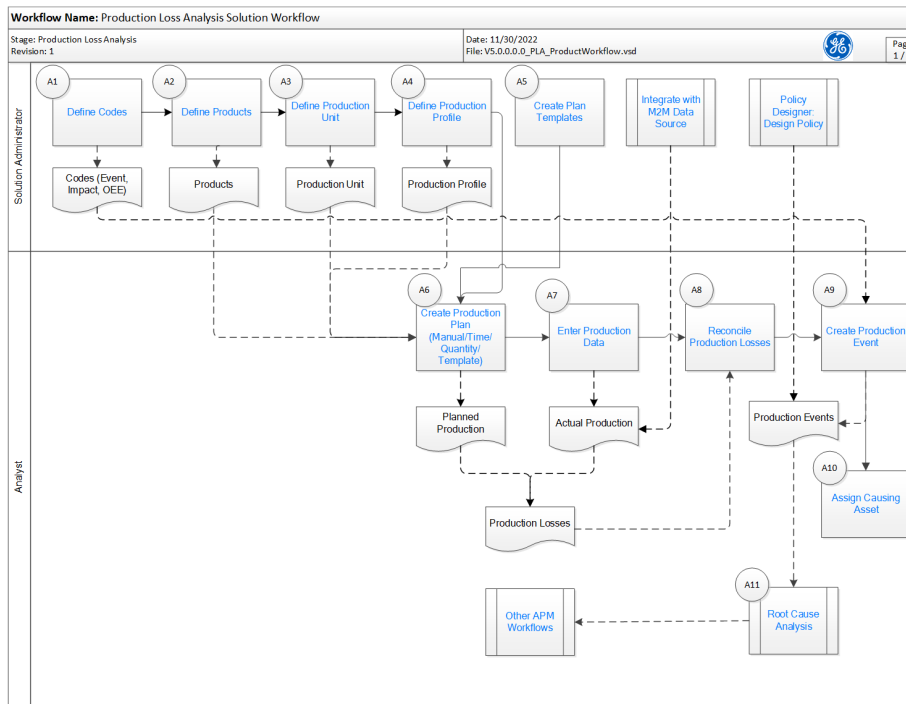 Workflow Name: Production Loss Analysis Solution Workflow
Stage: Production Loss Analysis
Revision: 1
Date: 11/30/2022
File: V5.0.0.0.0_PLA_ProductWorkflow.vsd
Pag
1 /
Solution Administrator
A1
Define Codes
A2
Define Products
A3
Define Production
Unit
A4
Define Production
Profile
A5
Create Plan
Templates
Integrate with
M2M Data
Source
Policy
Designer:
Design Policy
Codes (Event,
Impact, OEE)
Products
Production Unit
Production Profile
Analyst
A6
Create Production
Plan
(Manual/Time/
Quantity/
Template)
A7
Enter Production
Data
A8
Reconcile
Production Losses
A9
Create Production
Event
Planned
Production
Actual Production
Production Events
A10
Assign Causing
Asset
Production Losses
A11
Root Cause
Analysis
Other APM
Workflows